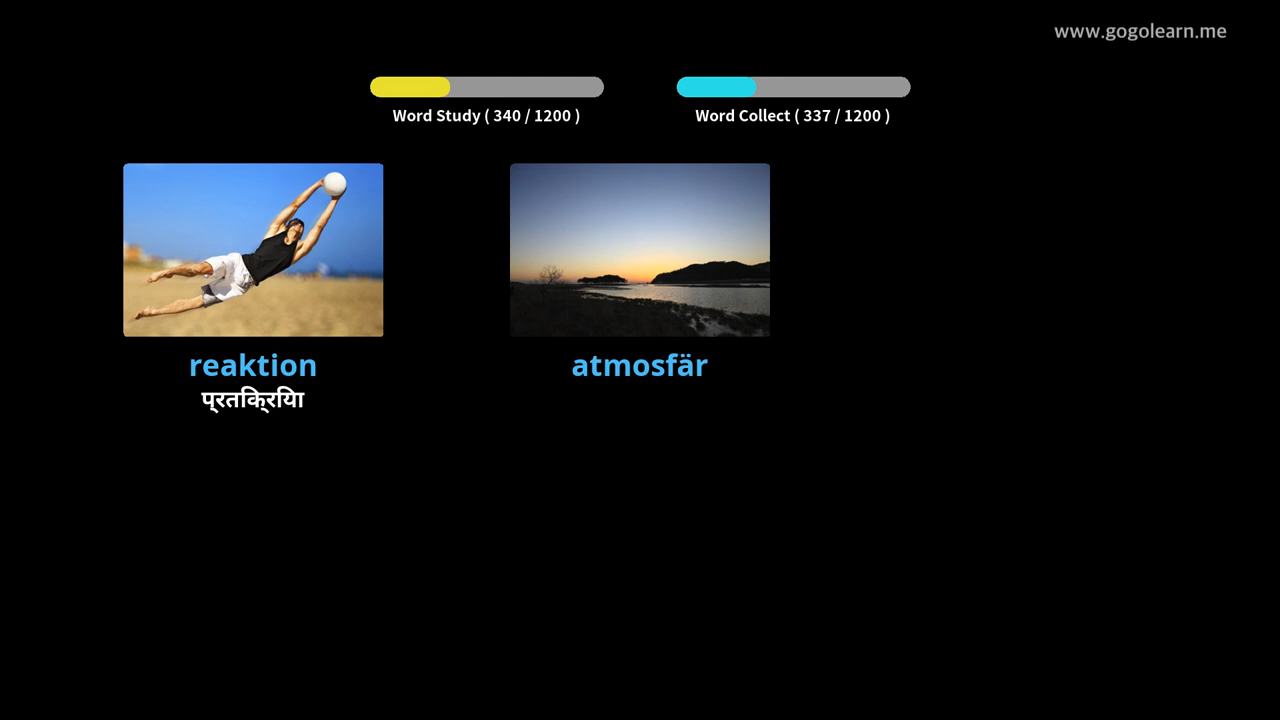 www.gogolearn.me
Word Study ( 340 / 1200 )
Word Collect ( 337 / 1200 )
reaktion
atmosfär
प्रतिक्रिया